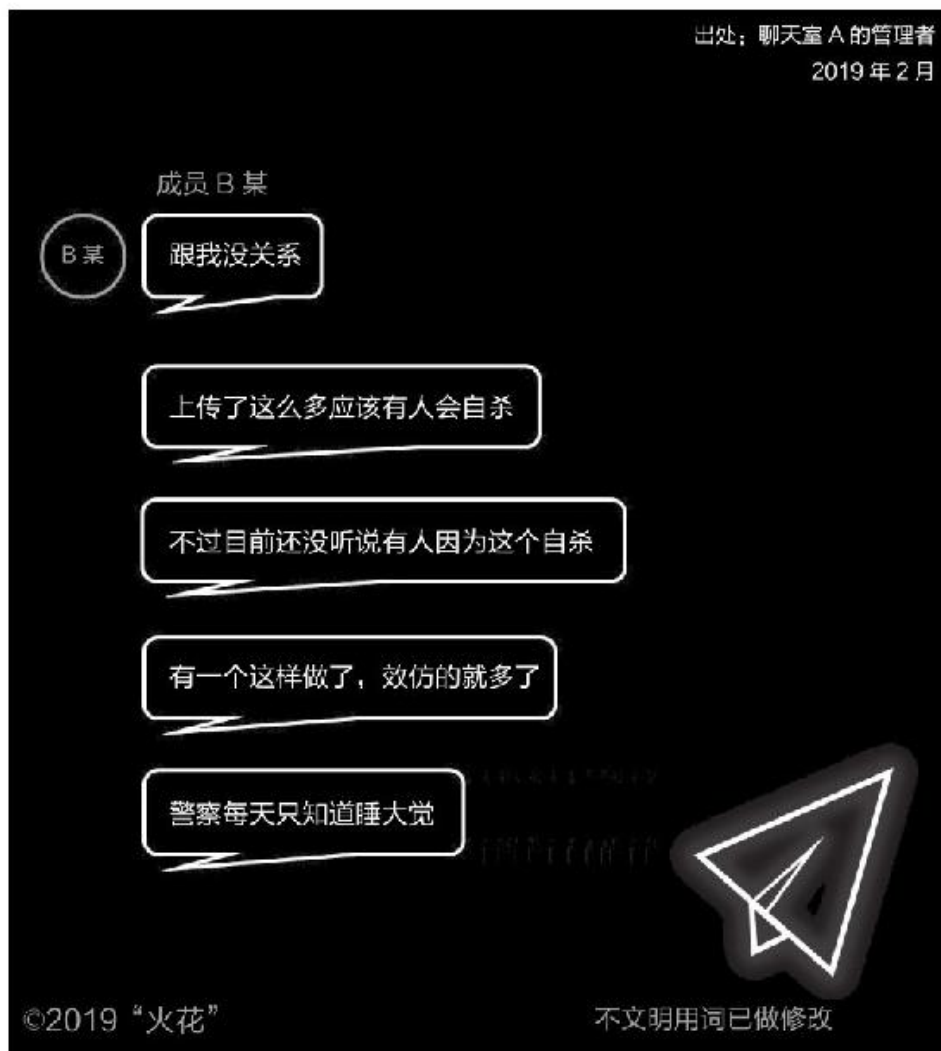 出处：聊天室 A 的管理者
2019 年 2 月
成员 B 某
B 某
跟我没关系
上传了这么多应该有人会自杀
不过目前还没听说有人因为这个自杀
有一个这样做了，效仿的就多了
警察每天只知道睡大觉
©2019 “火花”
不文明用词已做修改